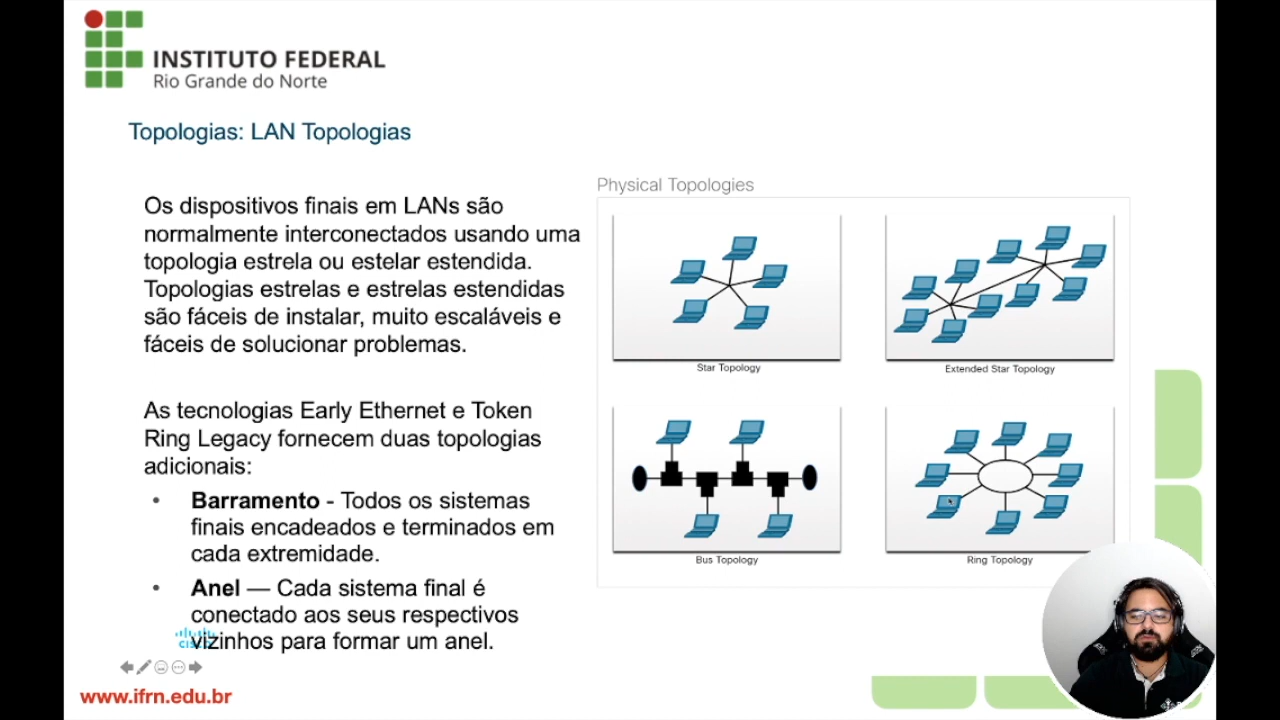 INSTITUTO FEDERAL
Rio Grande do Norte
Topologias: LAN Topologias
Os dispositivos finais em LANs são
normalmente interconectados usando uma
topologia estrela ou estelar estendida.
Topologias estrelas e estrelas estendidas
são fáceis de instalar, muito escaláveis e
fáceis de solucionar problemas.
As tecnologias Early Ethernet e Token
Ring Legacy fornecem duas topologias
adicionais:
• Barramento - Todos os sistemas
finais encadeados e terminados em
cada extremidade.
• Anel — Cada sistema final é
conectado aos seus respectivos
vizinhos para formar um anel.
Physical Topologies
Star Topology
Extended Star Topology
Bus Topology
Ring Topology
www.ifrn.edu.br